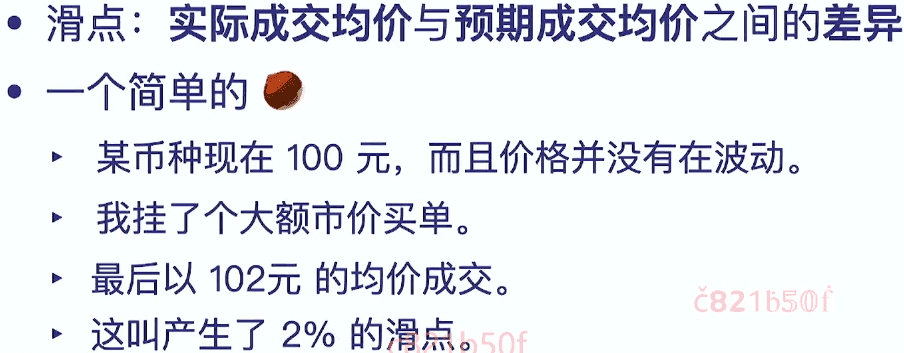 • 滑点：实际成交均价与预期成交均价之间的差异
• 一个简单的 🌰
‣ 某币种现在 100 元，而且价格并没有在波动。
‣ 我挂了个大额市价买单。
‣ 最后以 102元 的均价成交。
č821b50f
‣ 这叫产生了 2% 的滑点。